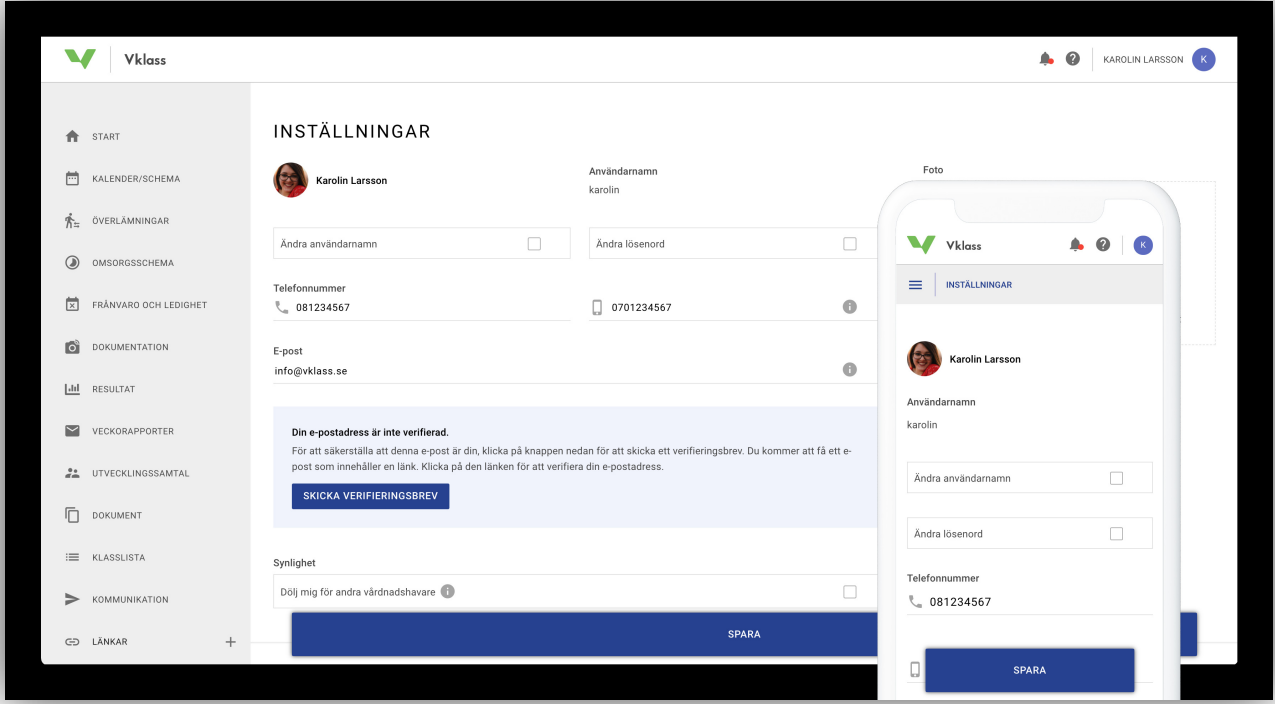 Vklass
KAROLIN LARSSON K
START
KALENDER/SCHEMA
ÖVERLÄMNINGAR
OMSORGSSCHEMA
FRÅNVARO OCH LEDIGHET
DOKUMENTATION
RESULTAT
VECKORAPPORTER
UTVECKLINGSSAMTAL
DOKUMENT
KLASSLISTA
KOMMUNIKATION
LÄNKAR
INSTÄLLNINGAR
Karolin Larsson
Användarnamn
karolin
Foto
Ändra användarnamn
Ändra lösenord
Telefonnummer
081234567
0701234567
E-post
info@vklass.se
Din e-postadress är inte verifierad.
För att säkerställa att denna e-post är din, klicka på knappen nedan för att skicka ett verifieringsbrev. Du kommer att få ett e-
post som innehåller en länk. Klicka på den länken för att verifiera din e-postadress.
SKICKA VERIFIERINGSBREV
Synlighet
Dölj mig för andra vårdnadshavare
SPARA
Vklass
K
INSTÄLLNINGAR
Karolin Larsson
Användarnamn
karolin
Ändra användarnamn
Ändra lösenord
Telefonnummer
081234567
SPARA